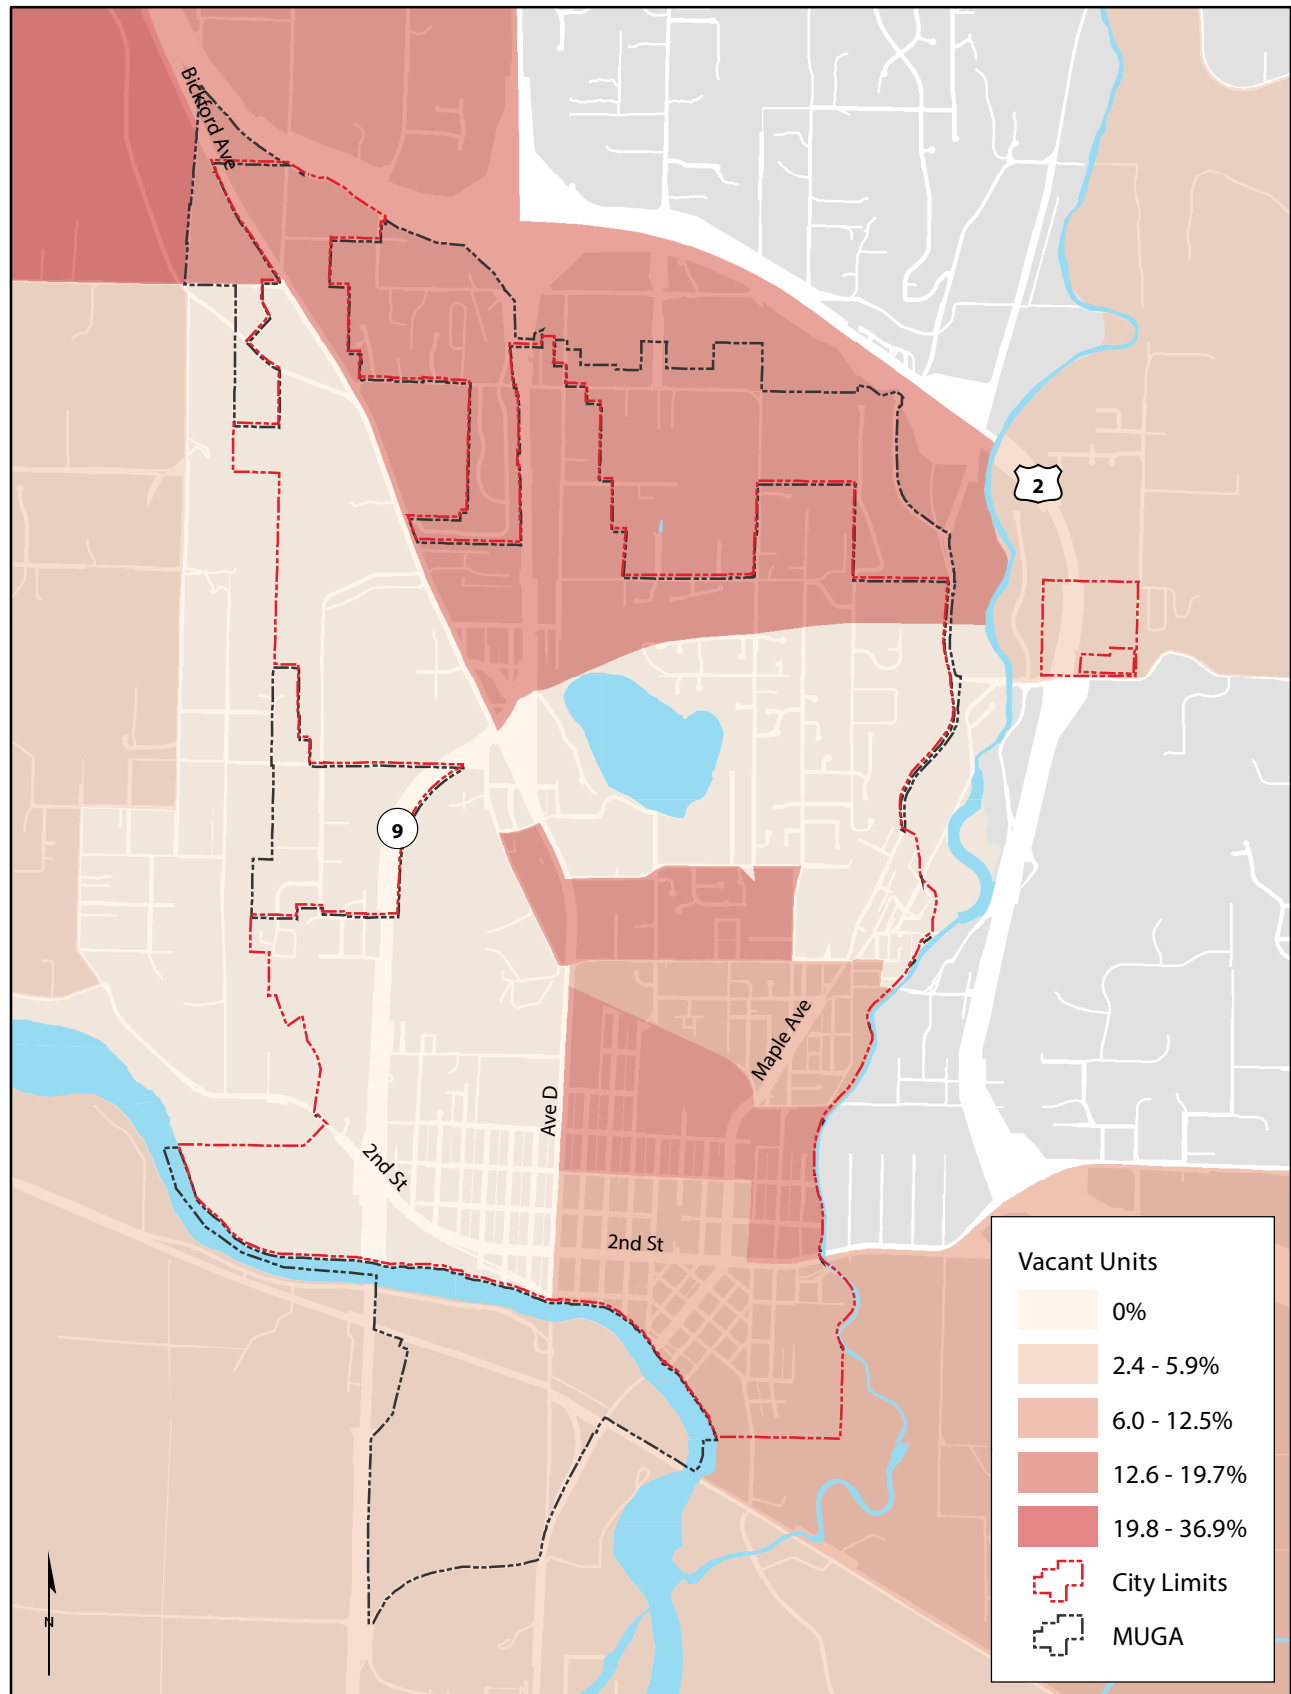 Bickford Ave
2
9
Maple Ave
Ave D
2nd St
2nd St
Vacant Units
0%
2.4 - 5.9%
6.0 - 12.5%
12.6 - 19.7%
19.8 - 36.9%
City Limits
MUGA
N